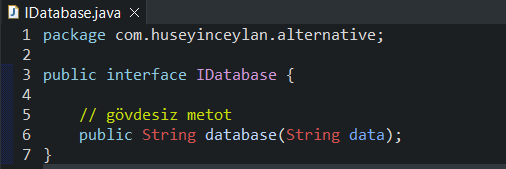 IDatabase.java
1 package com.huseyinceylan.alternative;
2
3 public interface IDatabase {
4
5 // gövdesiz metot
6 public String database(String data);
7 }